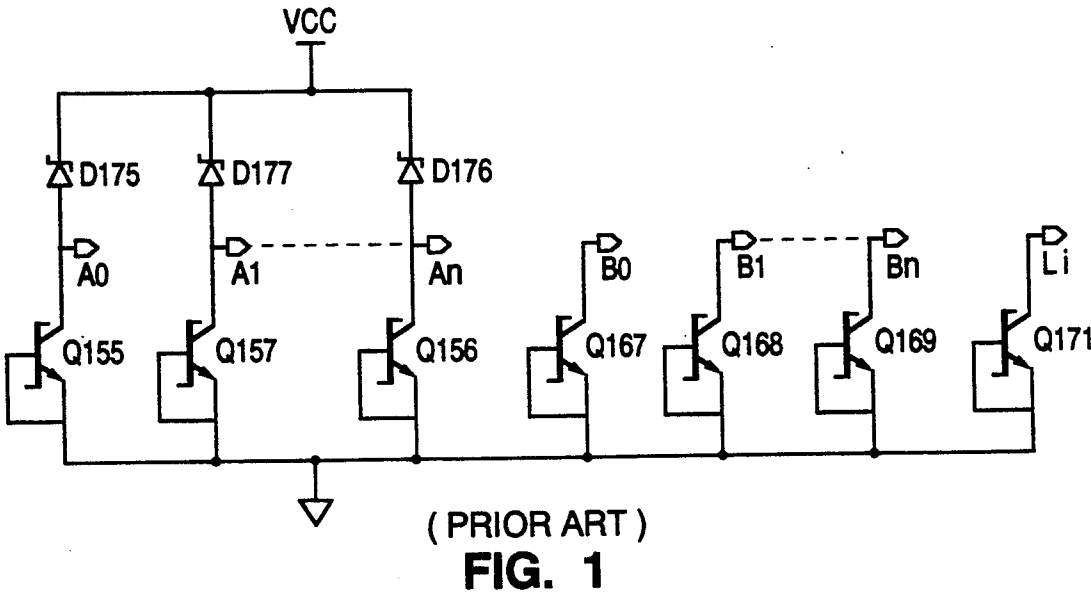 VCC
D175
D177
D176
A0
A1
An
B0
B1
Bn
Li
Q155
Q157
Q156
Q167
Q168
Q169
Q171
( PRIOR ART )
FIG. 1